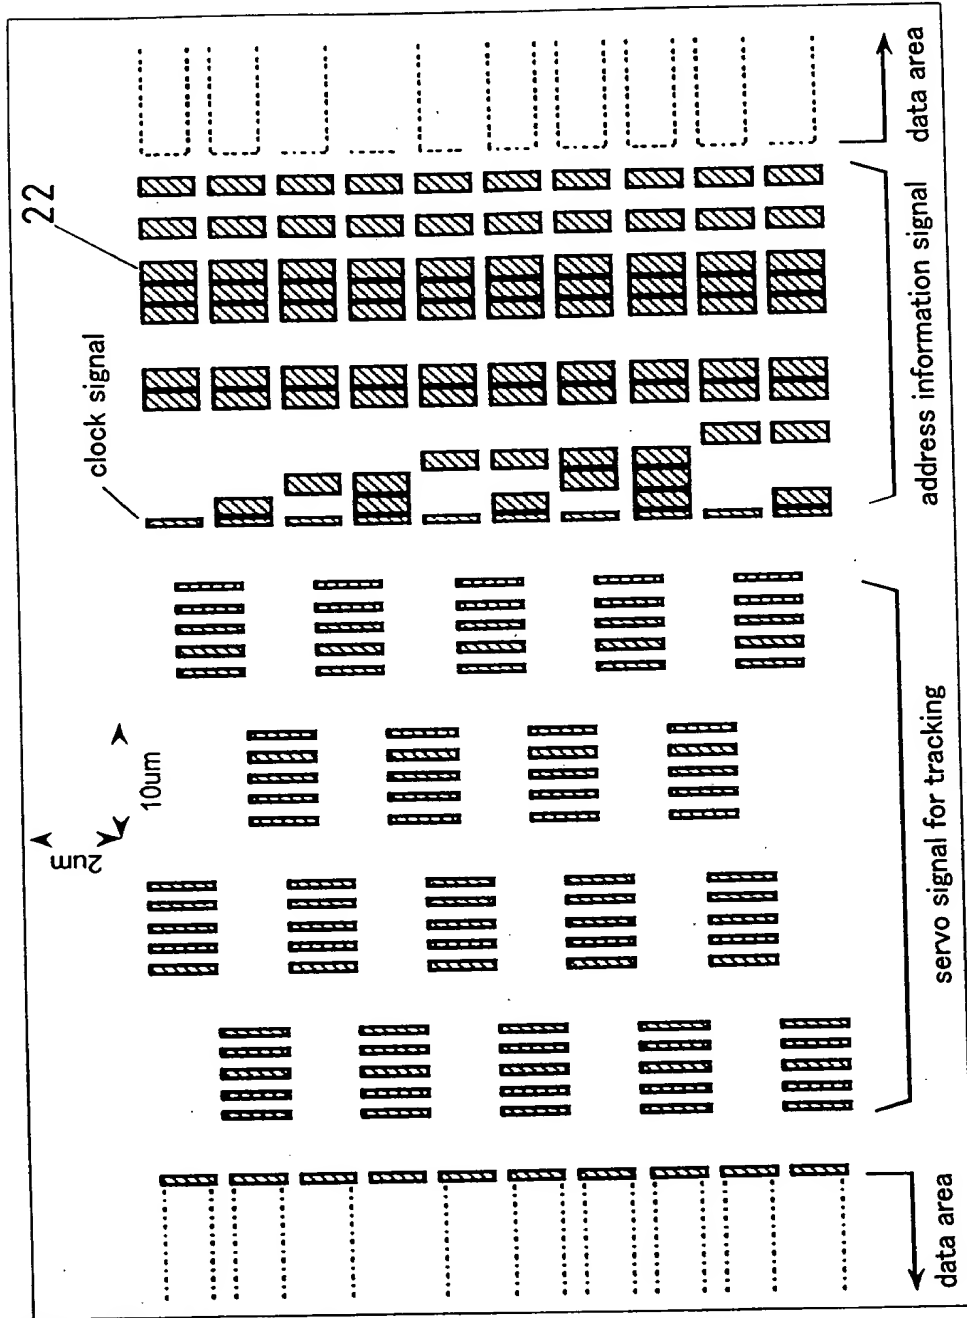 22
clock signal
10um
2um
data area
servo signal for tracking
address information signal
data area